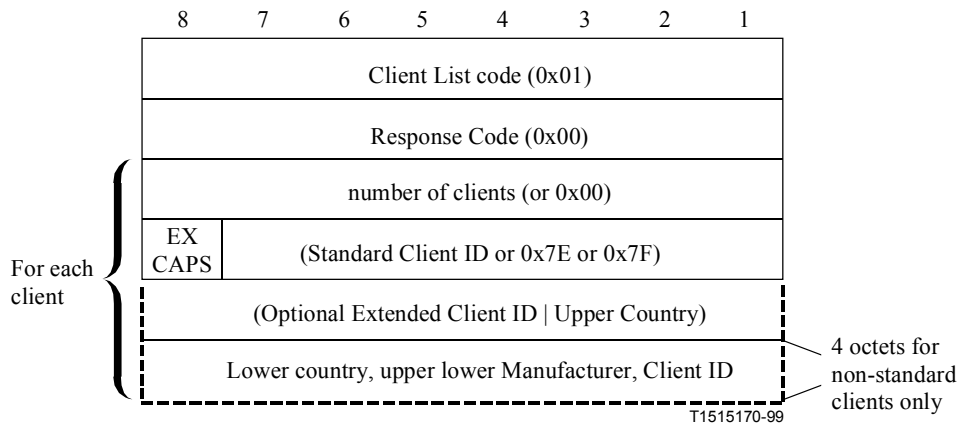 8 7 6 5 4 3 2 1
Client List code (0x01)
Response Code (0x00)
number of clients (or 0x00)
EX
CAPS
(Standard Client ID or 0x7E or 0x7F)
For each
client
(Optional Extended Client ID | Upper Country)
Lower country, upper lower Manufacturer, Client ID
4 octets for
non-standard
clients only
T1515170-99